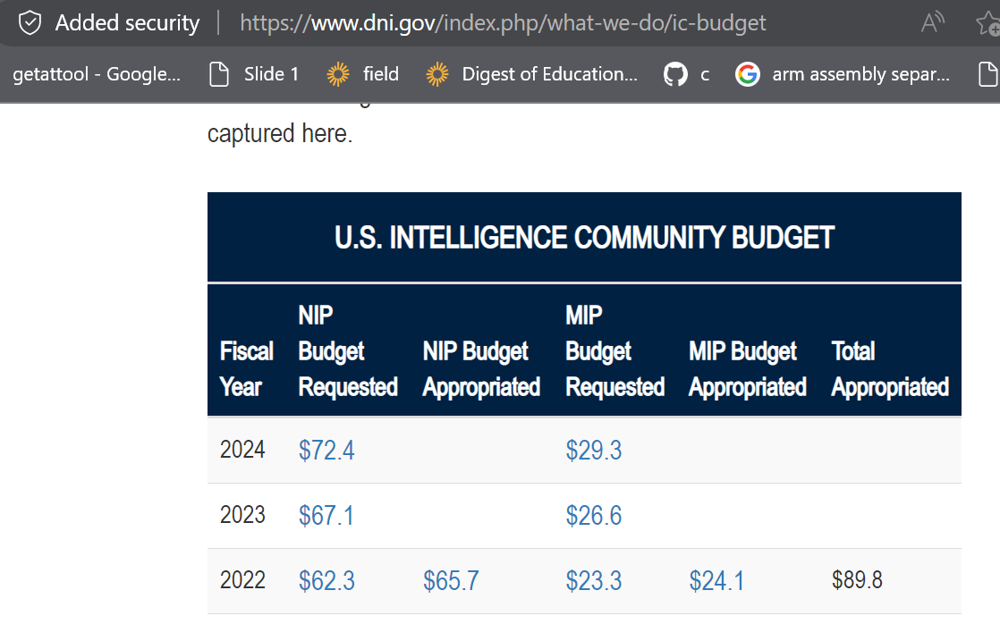 Added security | https://www.dni.gov/index.php/what-we-do/ic-budget
getattool - Google... Slide 1 field Digest of Education... c arm assembly separ...
captured here.
U.S. INTELLIGENCE COMMUNITY BUDGET
Fiscal Year NIP Budget Requested NIP Budget Appropriated MIP Budget Requested MIP Budget Appropriated Total Appropriated
2024 $72.4 $29.3
2023 $67.1 $26.6
2022 $62.3 $65.7 $23.3 $24.1 $89.8